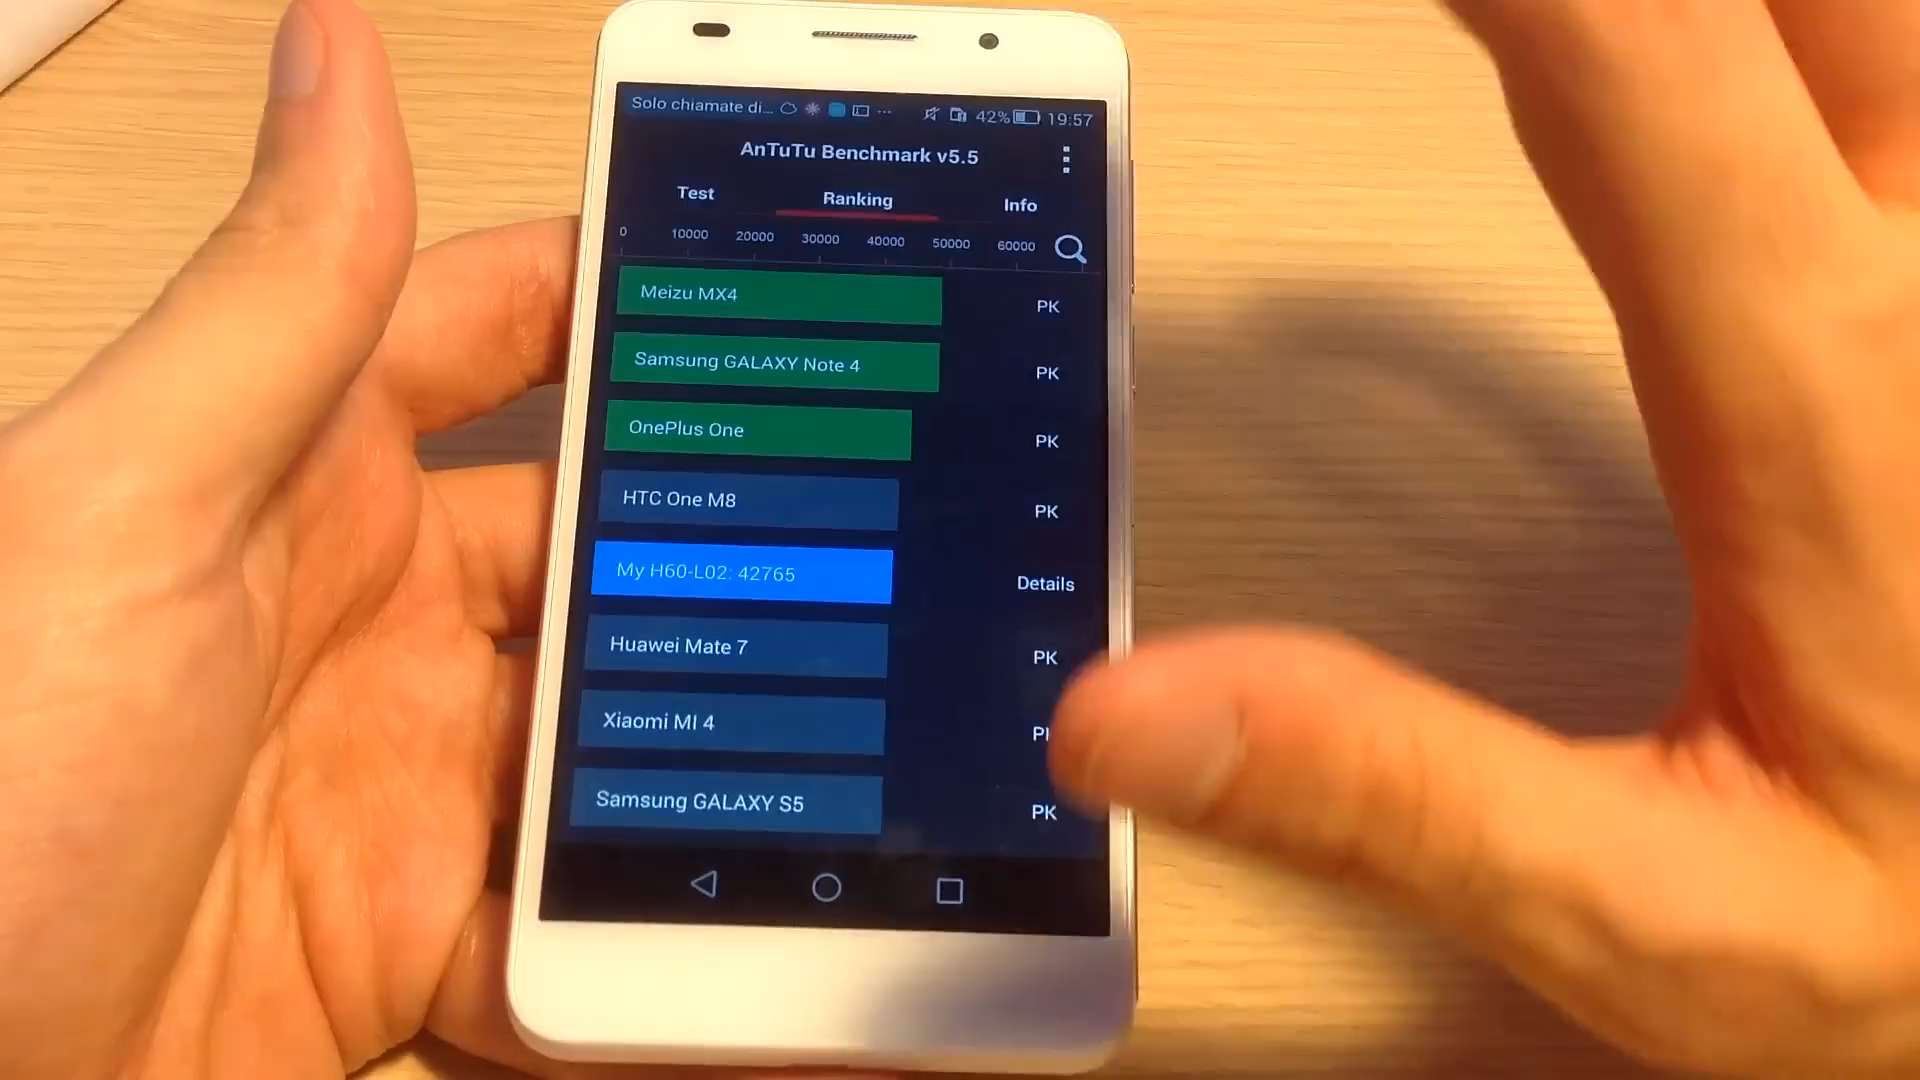 Solo chiamate di... ... 42% 19:57
AnTuTu Benchmark v5.5
Test Ranking Info
0 10000 20000 30000 40000 50000 60000
Meizu MX4 PK
Samsung GALAXY Note 4 PK
OnePlus One PK
HTC One M8 PK
My H60-L02: 42765 Details
Huawei Mate 7 PK
Xiaomi MI 4 PK
Samsung GALAXY S5 PK